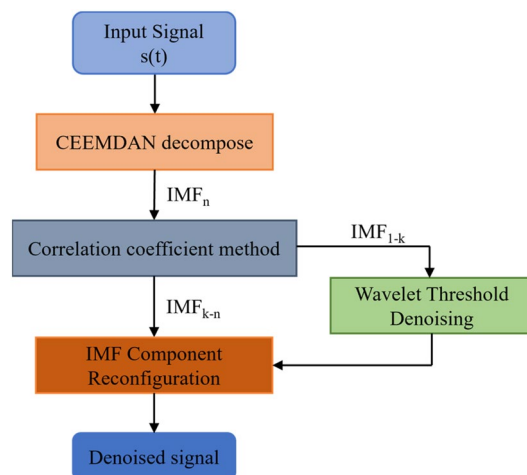 Input Signal
s(t)
CEEMDAN decompose
IMFn
Correlation coefficient method
IMF1-k
Wavelet Threshold
Denoising
IMFk-n
IMF Component
Reconfiguration
Denoised signal